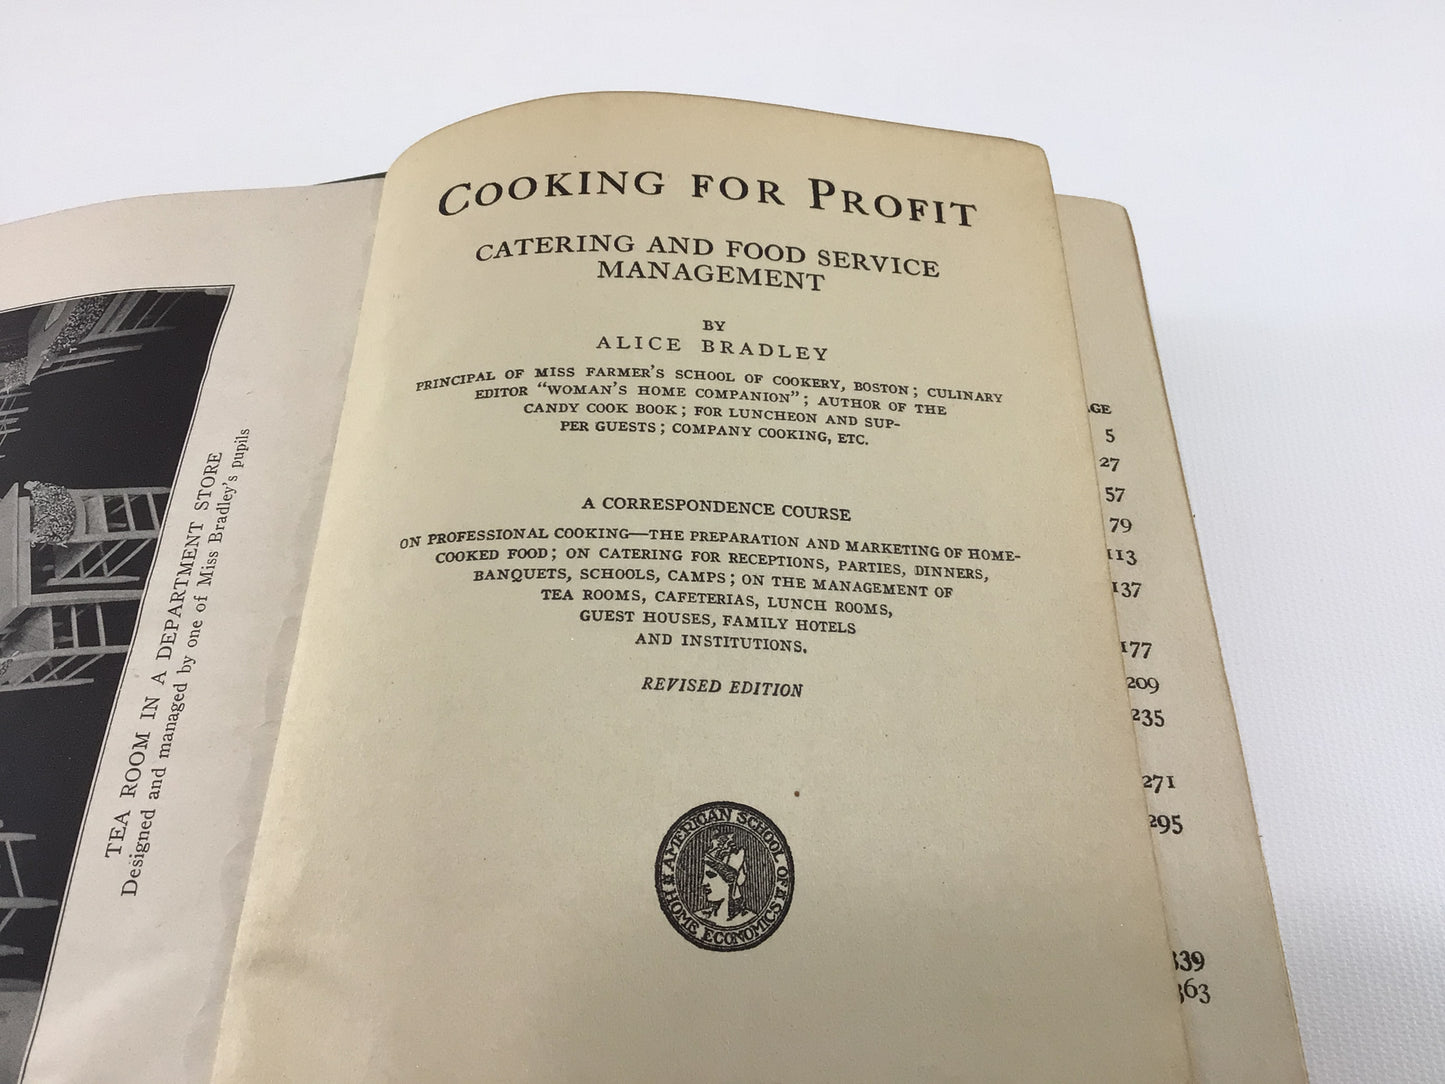 TEA ROOM IN A DEPARTMENT STORE
Designed and managed by one of Miss Bradley's pupils
COOKING FOR PROFIT
CATERING AND FOOD SERVICE
MANAGEMENT
BY
ALICE BRADLEY
PRINCIPAL OF MISS FARMER'S SCHOOL OF COOKERY, BOSTON; CULINARY
EDITOR "WOMAN'S HOME COMPANION"; AUTHOR OF THE
CANDY COOK BOOK; FOR LUNCHEON AND SUP-
PER GUESTS; COMPANY COOKING, ETC.
A CORRESPONDENCE COURSE
ON PROFESSIONAL COOKING—THE PREPARATION AND MARKETING OF HOME-
COOKED FOOD; ON CATERING FOR RECEPTIONS, PARTIES, DINNERS,
BANQUETS, SCHOOLS, CAMPS; ON THE MANAGEMENT OF
TEA ROOMS, CAFETERIAS, LUNCH ROOMS,
GUEST HOUSES, FAMILY HOTELS
AND INSTITUTIONS.
REVISED EDITION
AMERICAN SCHOOL OF
HOME ECONOMICS
AGE
5
27
57
79
113
137
177
209
235
271
295
339
363